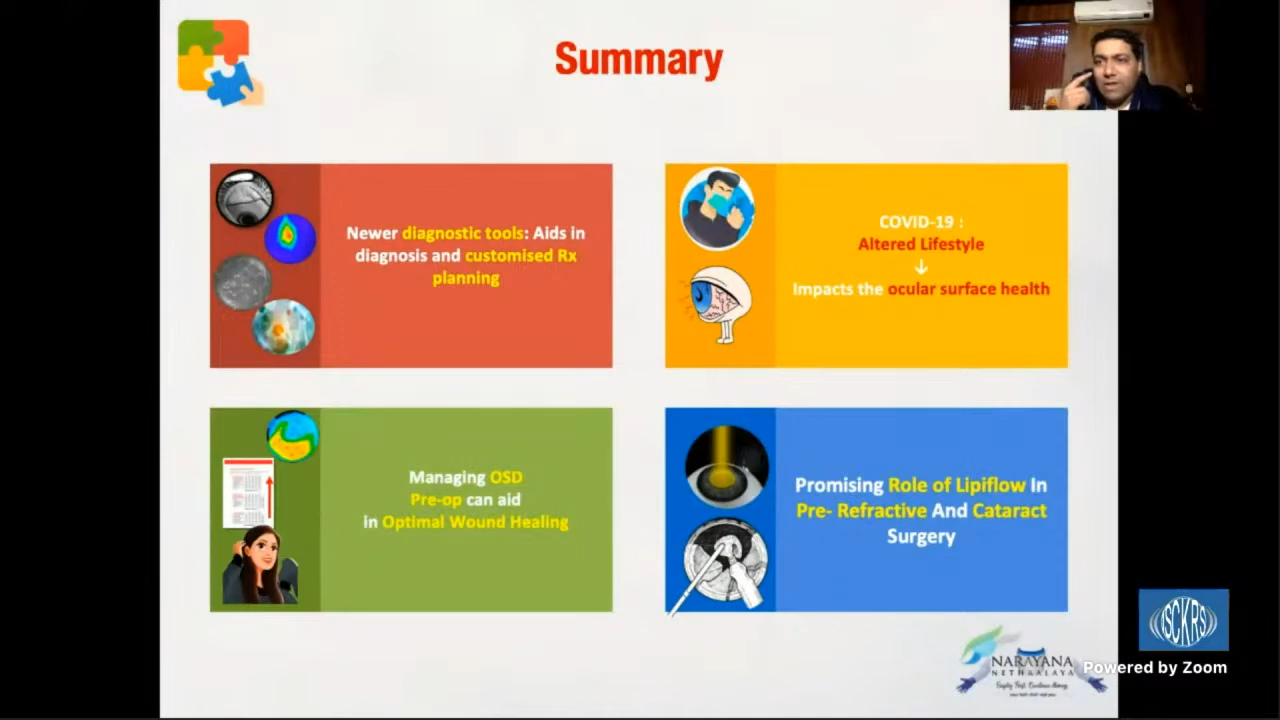 Summary
Newer diagnostic tools: Aids in
diagnosis and customised Rx
planning
COVID-19 :
Altered Lifestyle
↓
Impacts the ocular surface health
Managing OSD
Pre-op can aid
in Optimal Wound Healing
Promising Role of Lipiflow In
Pre- Refractive And Cataract
Surgery
ISCKRS
NARAYANA
NETHRALAYA
Powered by Zoom